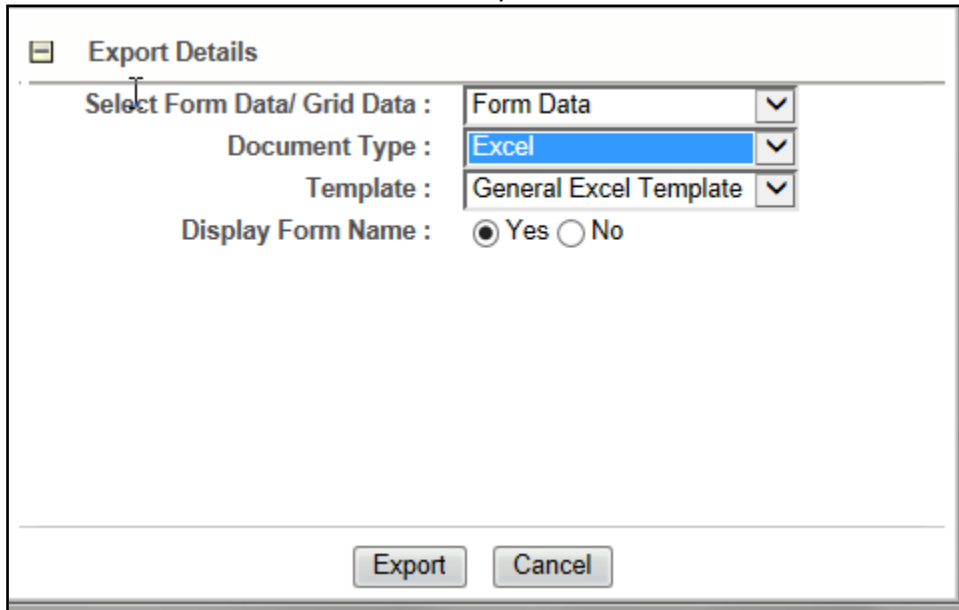 Export Details
Select Form Data/ Grid Data : Form Data
Document Type : Excel
Template : General Excel Template
Display Form Name : Yes No
Export Cancel